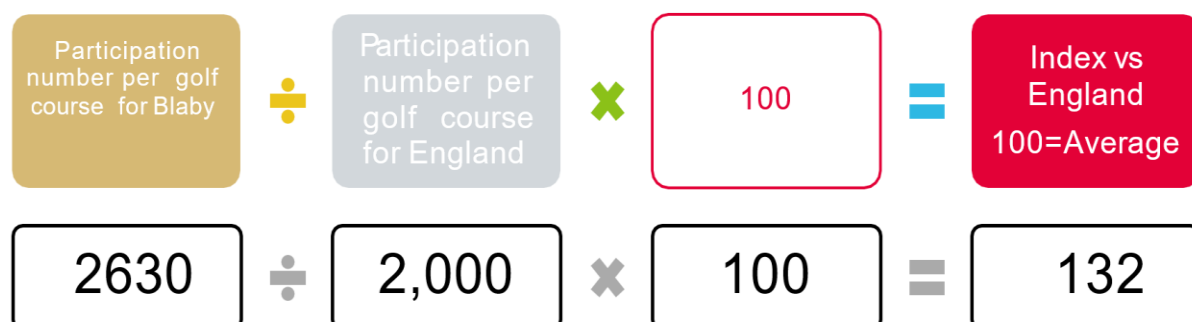 Participation
number per golf
course for Blaby
÷
Participation
number per
golf course
for England
×
100
=
Index vs
England
100=Average
2630 ÷ 2,000 × 100 = 132